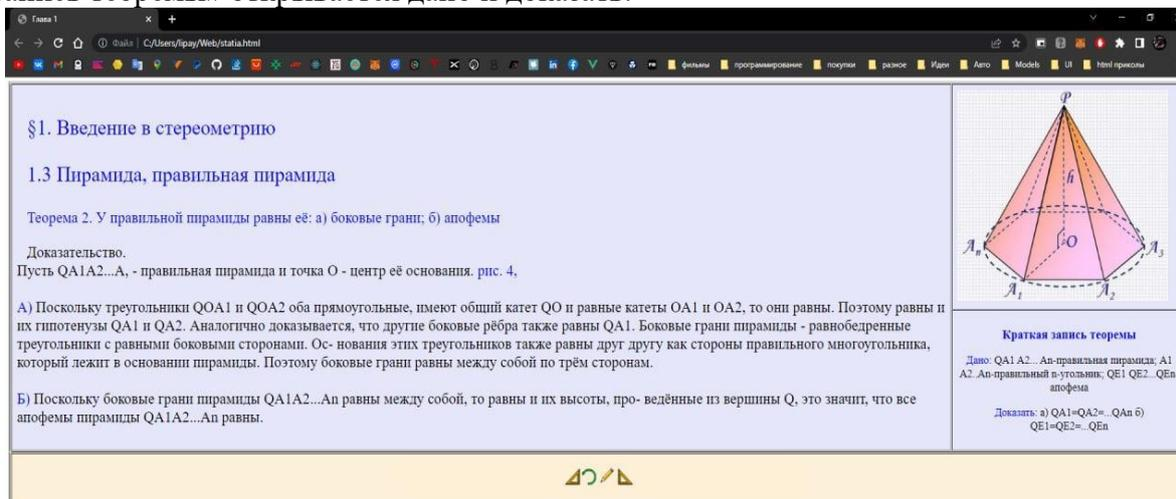 апись теоремы» открывается дано и доказать.
Глава 1
Файл | C:/Users/lipay/Web/statia.html
фильмы программирование покупки разное Идеи Авто Models UI html приколы
§1. Введение в стереометрию
1.3 Пирамида, правильная пирамида
Теорема 2. У правильной пирамиды равны её: а) боковые грани; б) апофемы
Доказательство.
Пусть QA1A2...A, - правильная пирамида и точка О - центр её основания. рис. 4,
А) Поскольку треугольники QOA1 и QOA2 оба прямоугольные, имеют общий катет QO и равные катеты OA1 и OA2, то они равны. Поэтому равны и
их гипотенузы QA1 и QA2. Аналогично доказывается, что другие боковые рёбра также равны QA1. Боковые грани пирамиды - равнобедренные
треугольники с равными боковыми сторонами. Ос- нования этих треугольников также равны друг другу как стороны правильного многоугольника,
который лежит в основании пирамиды. Поэтому боковые грани равны между собой по трём сторонам.
Б) Поскольку боковые грани пирамиды QA1A2...An равны между собой, то равны и их высоты, про- ведённые из вершины Q, это значит, что все
апофемы пирамиды QA1A2...An равны.
P
h
An O A3
A1 A2
Краткая запись теоремы
Дано: QA1 A2... An-правильная пирамида; A1
A2..An-правильный n-угольник; QE1 QE2...QEn
апофема
Доказать: а) QA1=QA2=...QAn б)
QE1=QE2=...QEn